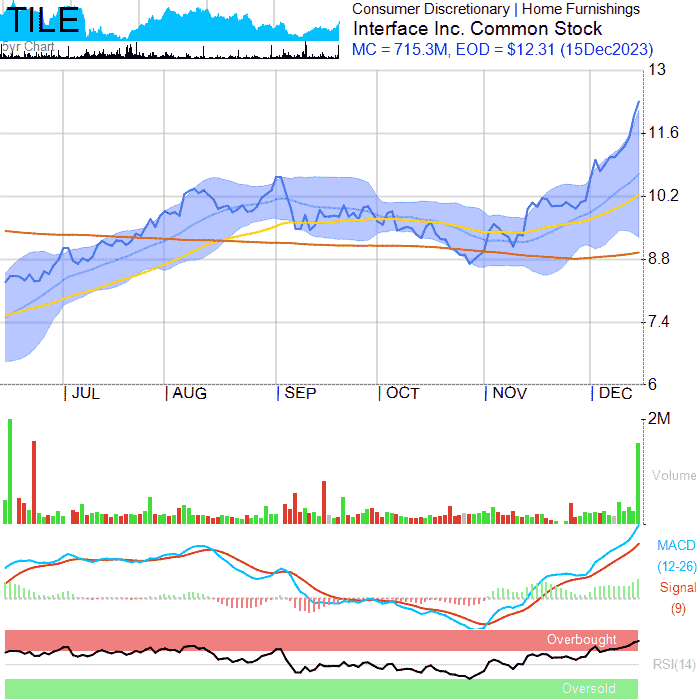 TILE
5yr Chart
Consumer Discretionary | Home Furnishings
Interface Inc. Common Stock
MC = 715.3M, EOD = $12.31 (15Dec2023)
13
11.6
10.2
8.8
7.4
6
JUL
AUG
SEP
OCT
NOV
DEC
2M
Volume
MACD
(12-26)
Signal
(9)
Overbought
RSI(14)
Oversold